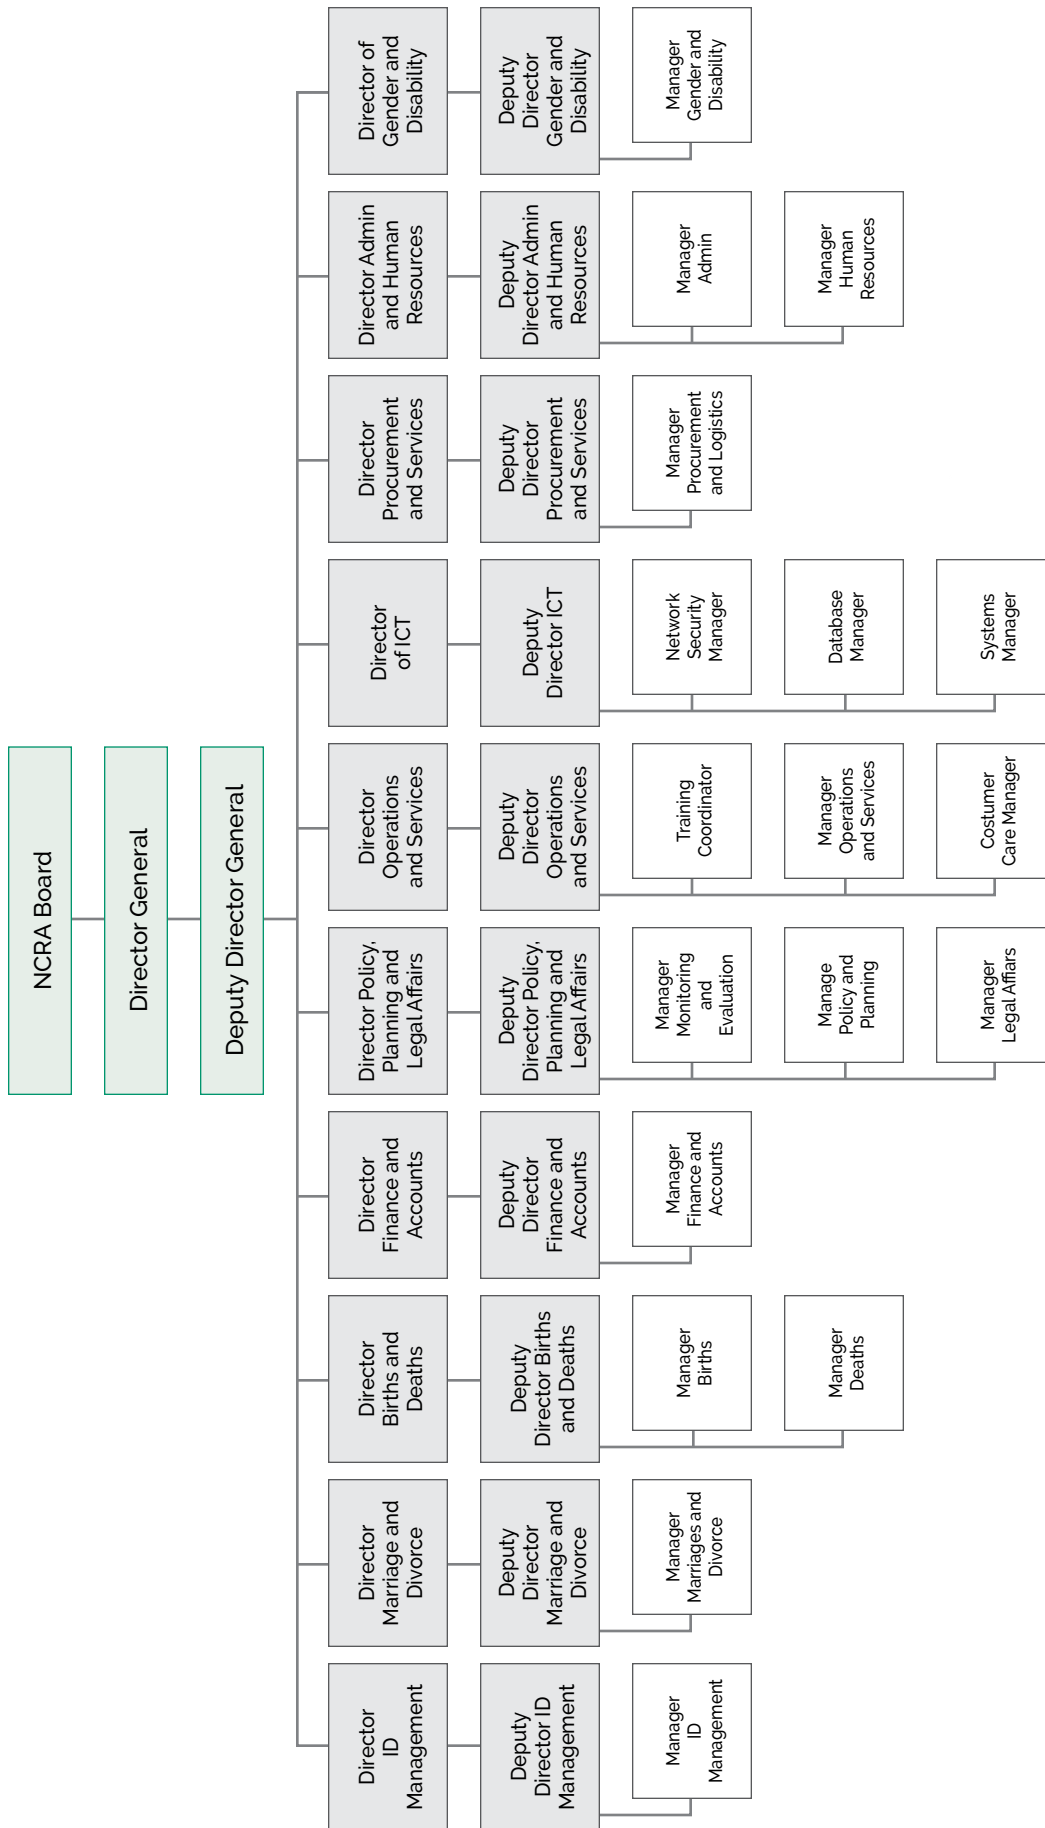 NCRA Board
Director General
Deputy Director General
Director
ID
Management
Director
Marriage and
Divorce
Director
Births and
Deaths
Director
Finance and
Accounts
Director Policy,
Planning and
Legal Affairs
Director
Operations
and Services
Director
of ICT
Director
Procurement
and Services
Director Admin
and Human
Resources
Director of
Gender and
Disability
Deputy
Director ID
Management
Deputy
Director
Marriage and
Divorce
Deputy
Director Births
and Deaths
Deputy
Director
Finance and
Accounts
Deputy
Director Policy,
Planning and
Legal Affairs
Deputy
Director
Operations
and Services
Deputy
Director ICT
Deputy
Director
Procurement
and Services
Deputy
Director Admin
and Human
Resources
Deputy
Director
Gender and
Disability
Manager
ID
Management
Manager
Marriages and
Divorce
Manager
Births
Manager
Finance and
Accounts
Manager
Monitoring
and
Evaluation
Training
Coordinator
Network
Security
Manager
Manager
Procurement
and Logistics
Manager
Admin
Manager
Gender and
Disability
Manager
Deaths
Manage
Policy and
Planning
Manager
Operations
and Services
Database
Manager
Manager
Human
Resources
Manager
Legal Affiars
Costumer
Care Manager
Systems
Manager